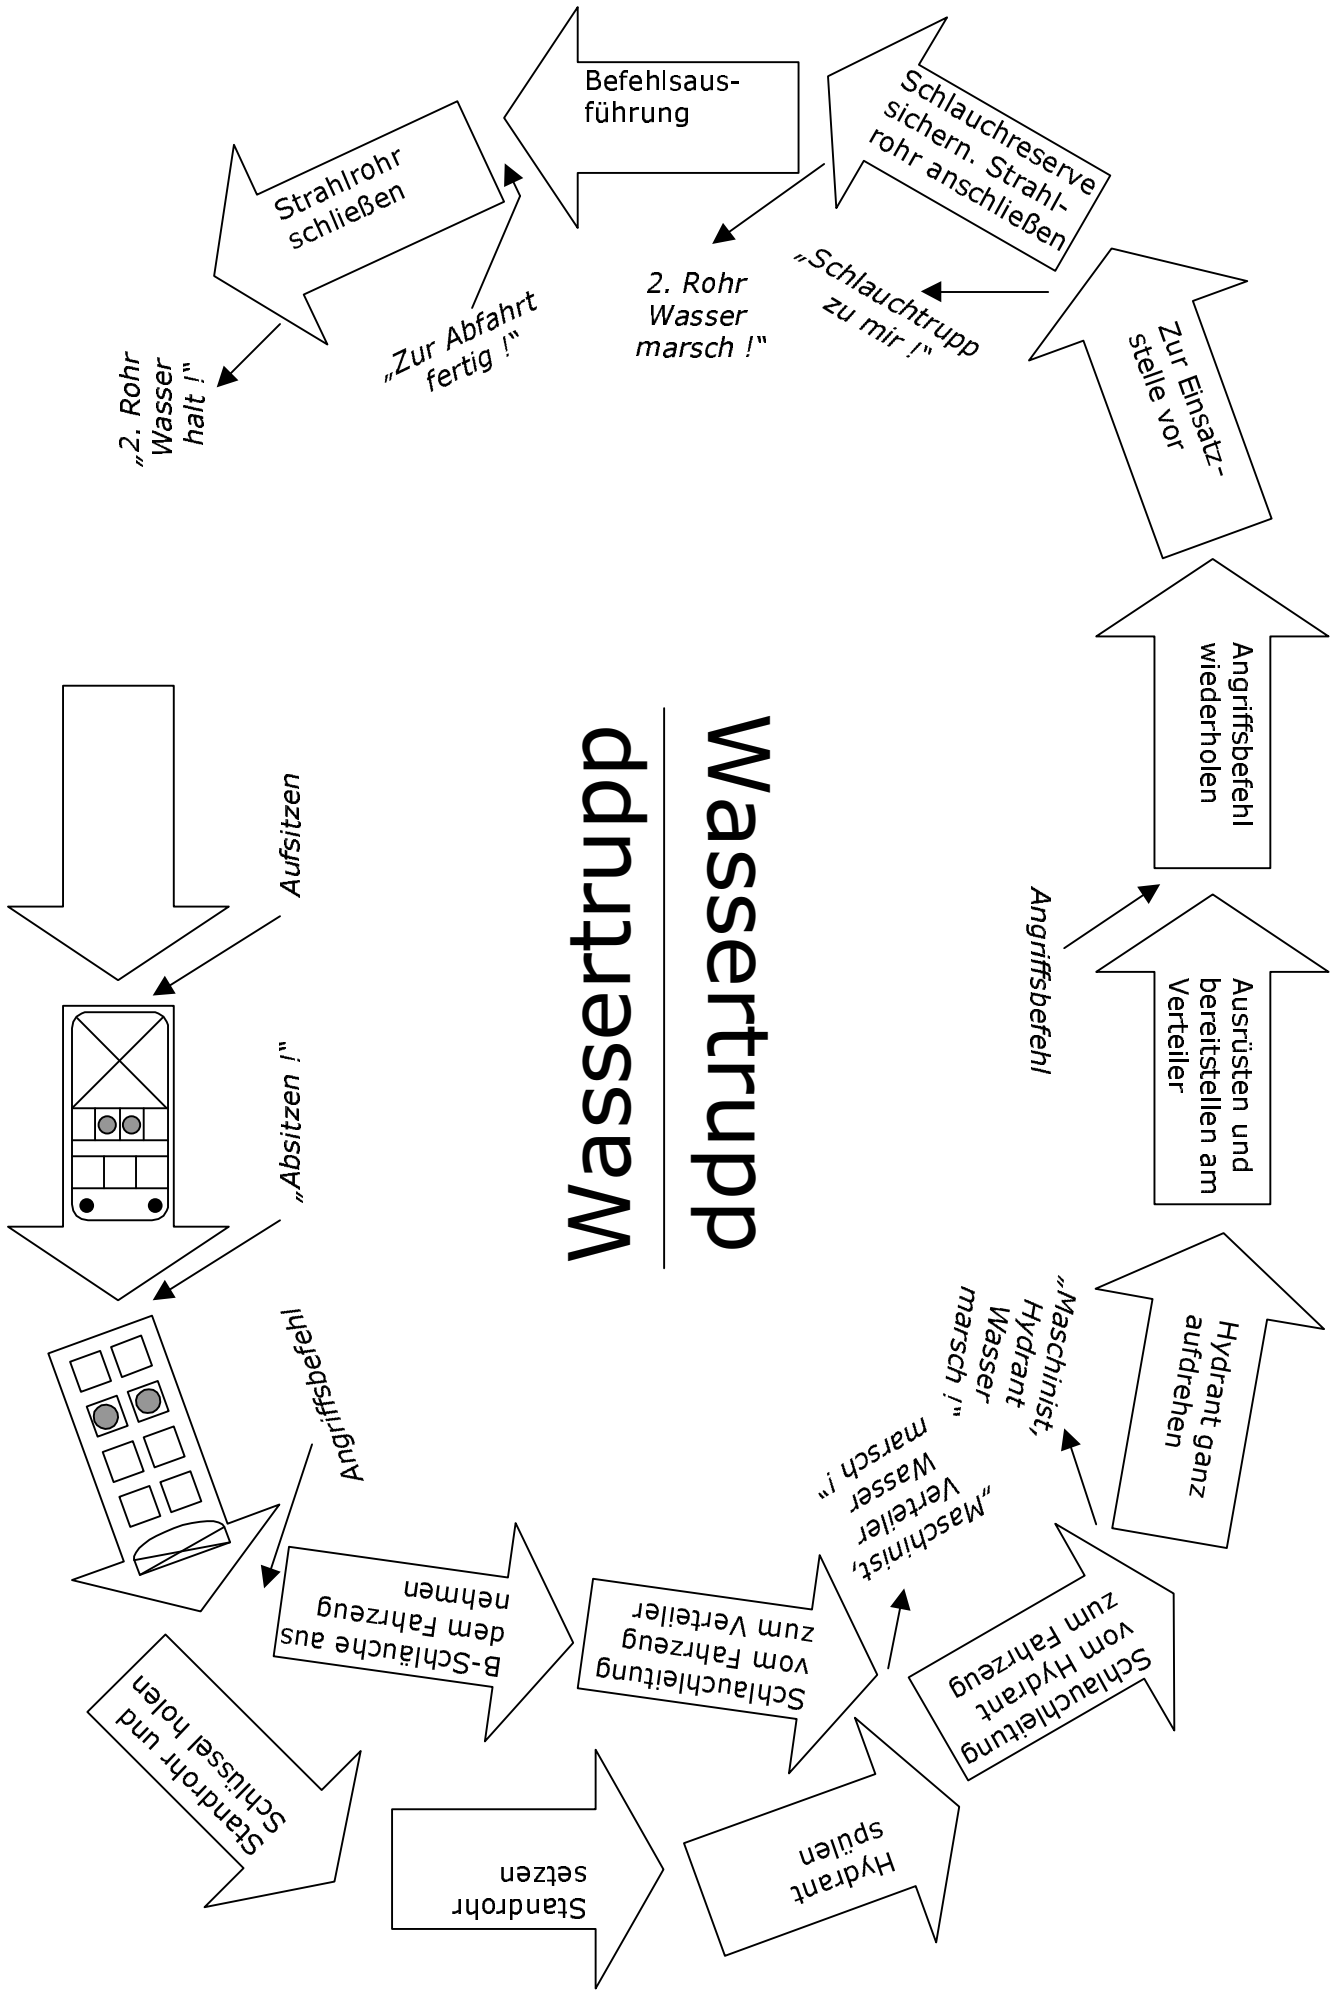 Wassertrupp
Wassertrupp
Aufsitzen
„Absitzen !“
Angriffsbefehl
B-Schläuche aus
dem Fahrzeug
nehmen
Schlauchleitung
vom Fahrzeug
zum Verteiler
„Maschinist,
Verteiler
Wasser
marsch !“
Standrohr und
Schlüssel holen
Standrohr
setzen
Hydrant
spülen
Schlauchleitung
vom Hydrant
zum Fahrzeug
„Maschinist,
Hydrant
Wasser
marsch !“
Hydrant ganz
aufdrehen
Ausrüsten und
bereitstellen am
Verteiler
Angriffsbefehl
Angriffsbefehl
wiederholen
Zur Einsatz-
stelle vor
„Schlauchtrupp
zu mir !“
Schlauchreserve
sichern. Strahl-
rohr anschließen
2. Rohr
Wasser
marsch !“
Befehlsaus-
führung
„Zur Abfahrt
fertig !“
Strahlrohr
schließen
„2. Rohr
Wasser
halt !“